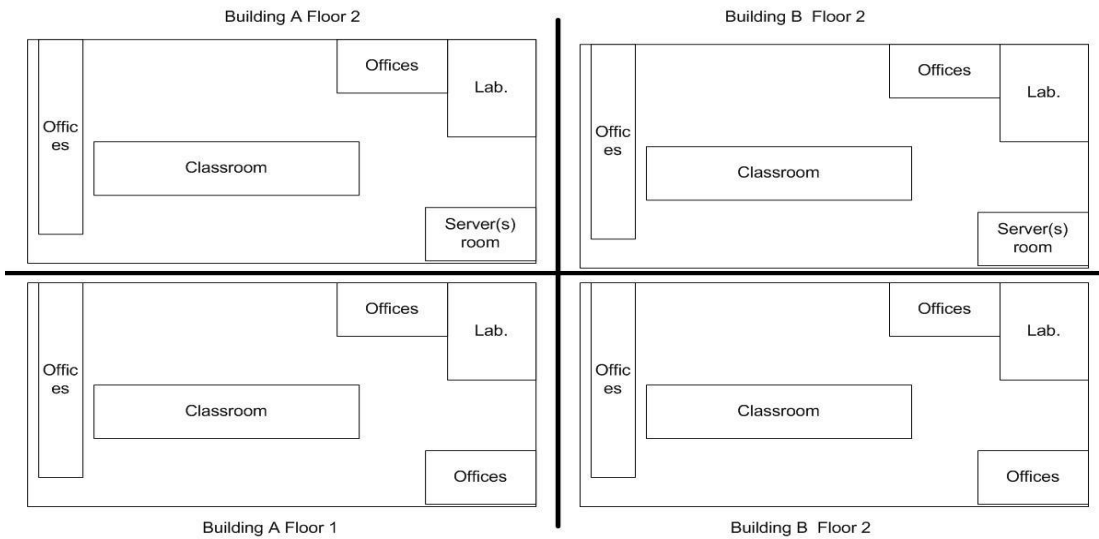 Building A Floor 2
Building B  Floor 2
Offices
Lab.
Offic
es
Classroom
Server(s)
room
Offices
Lab.
Offic
es
Classroom
Server(s)
room
Offices
Lab.
Offic
es
Classroom
Offices
Offices
Lab.
Offic
es
Classroom
Offices
Building A Floor 1
Building B  Floor 2